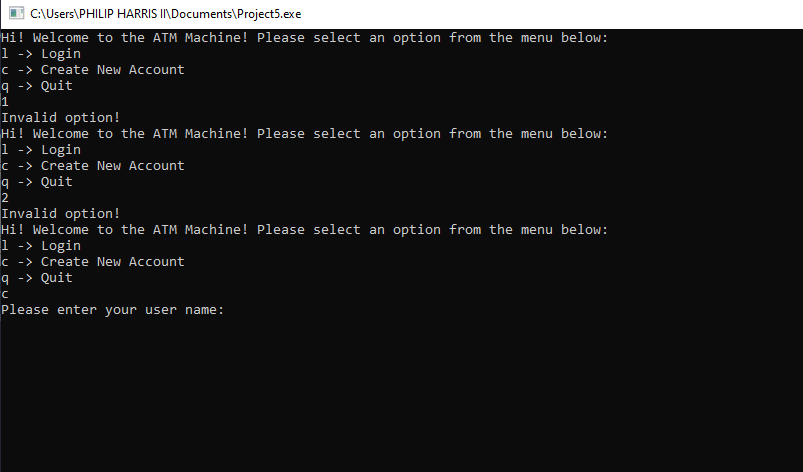 C:\Users\PHILIP HARRIS II\Documents\Project5.exe
Hi! Welcome to the ATM Machine! Please select an option from the menu below:
l -> Login
c -> Create New Account
q -> Quit
1
Invalid option!
Hi! Welcome to the ATM Machine! Please select an option from the menu below:
l -> Login
c -> Create New Account
q -> Quit
2
Invalid option!
Hi! Welcome to the ATM Machine! Please select an option from the menu below:
l -> Login
c -> Create New Account
q -> Quit
c
Please enter your user name: